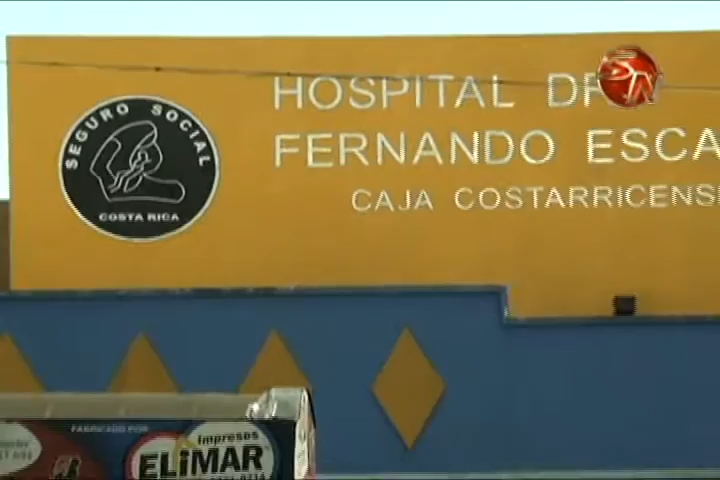 HOSPITAL DR
FERNANDO ESCA
CAJA COSTARRICENS
SEGURO SOCIAL
COSTA RICA
FABRICADO POR
Impresos
ELIMAR